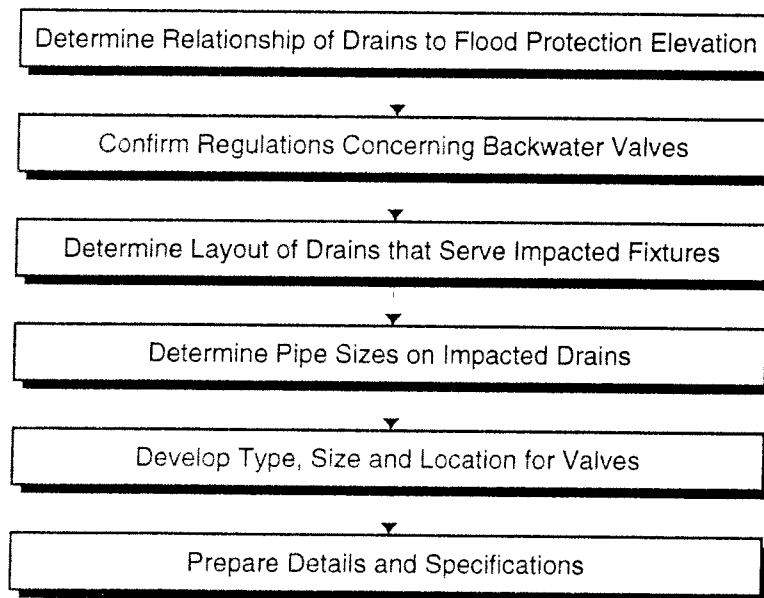 Determine Relationship of Drains to Flood Protection Elevation
Confirm Regulations Concerning Backwater Valves
Determine Layout of Drains that Serve Impacted Fixtures
Determine Pipe Sizes on Impacted Drains
Develop Type, Size and Location for Valves
Prepare Details and Specifications